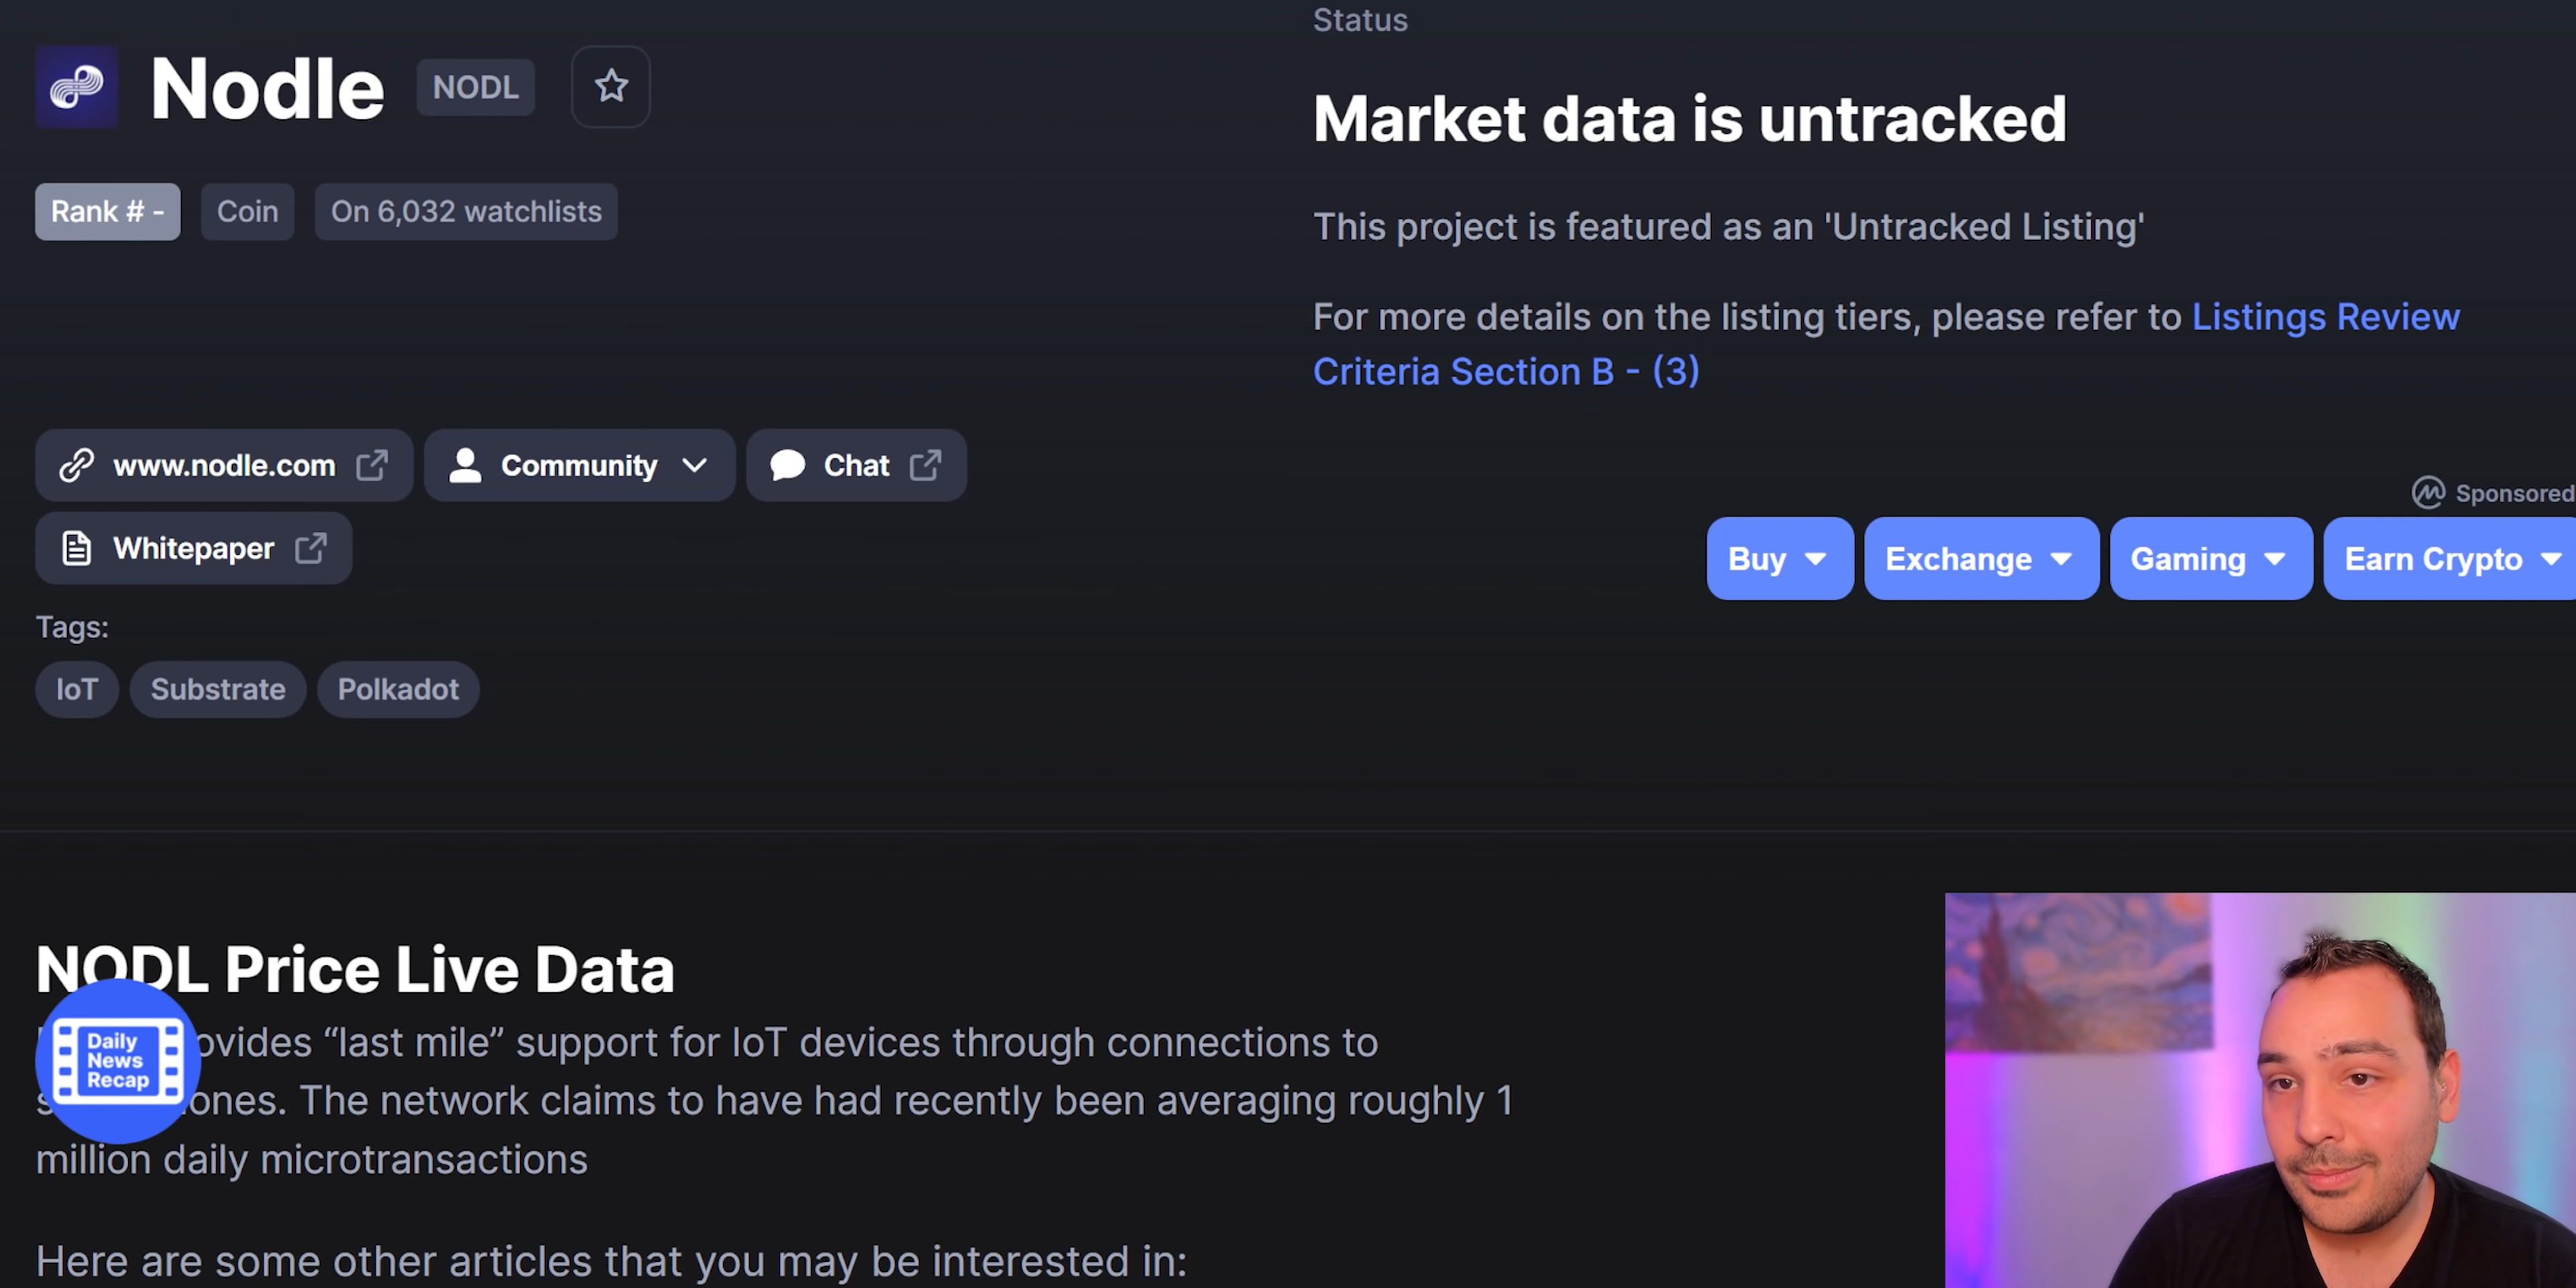 Nodle NODL
Rank # - Coin On 6,032 watchlists
Status
Market data is untracked
This project is featured as an 'Untracked Listing'
For more details on the listing tiers, please refer to Listings Review
Criteria Section B - (3)
www.nodle.com Community Chat
Whitepaper
Tags:
IoT Substrate Polkadot
Sponsored
Buy Exchange Gaming Earn Crypto
NODL Price Live Data
ovides “last mile” support for IoT devices through connections to
ones. The network claims to have had recently been averaging roughly 1
million daily microtransactions
Daily
News
Recap
Here are some other articles that you may be interested in: